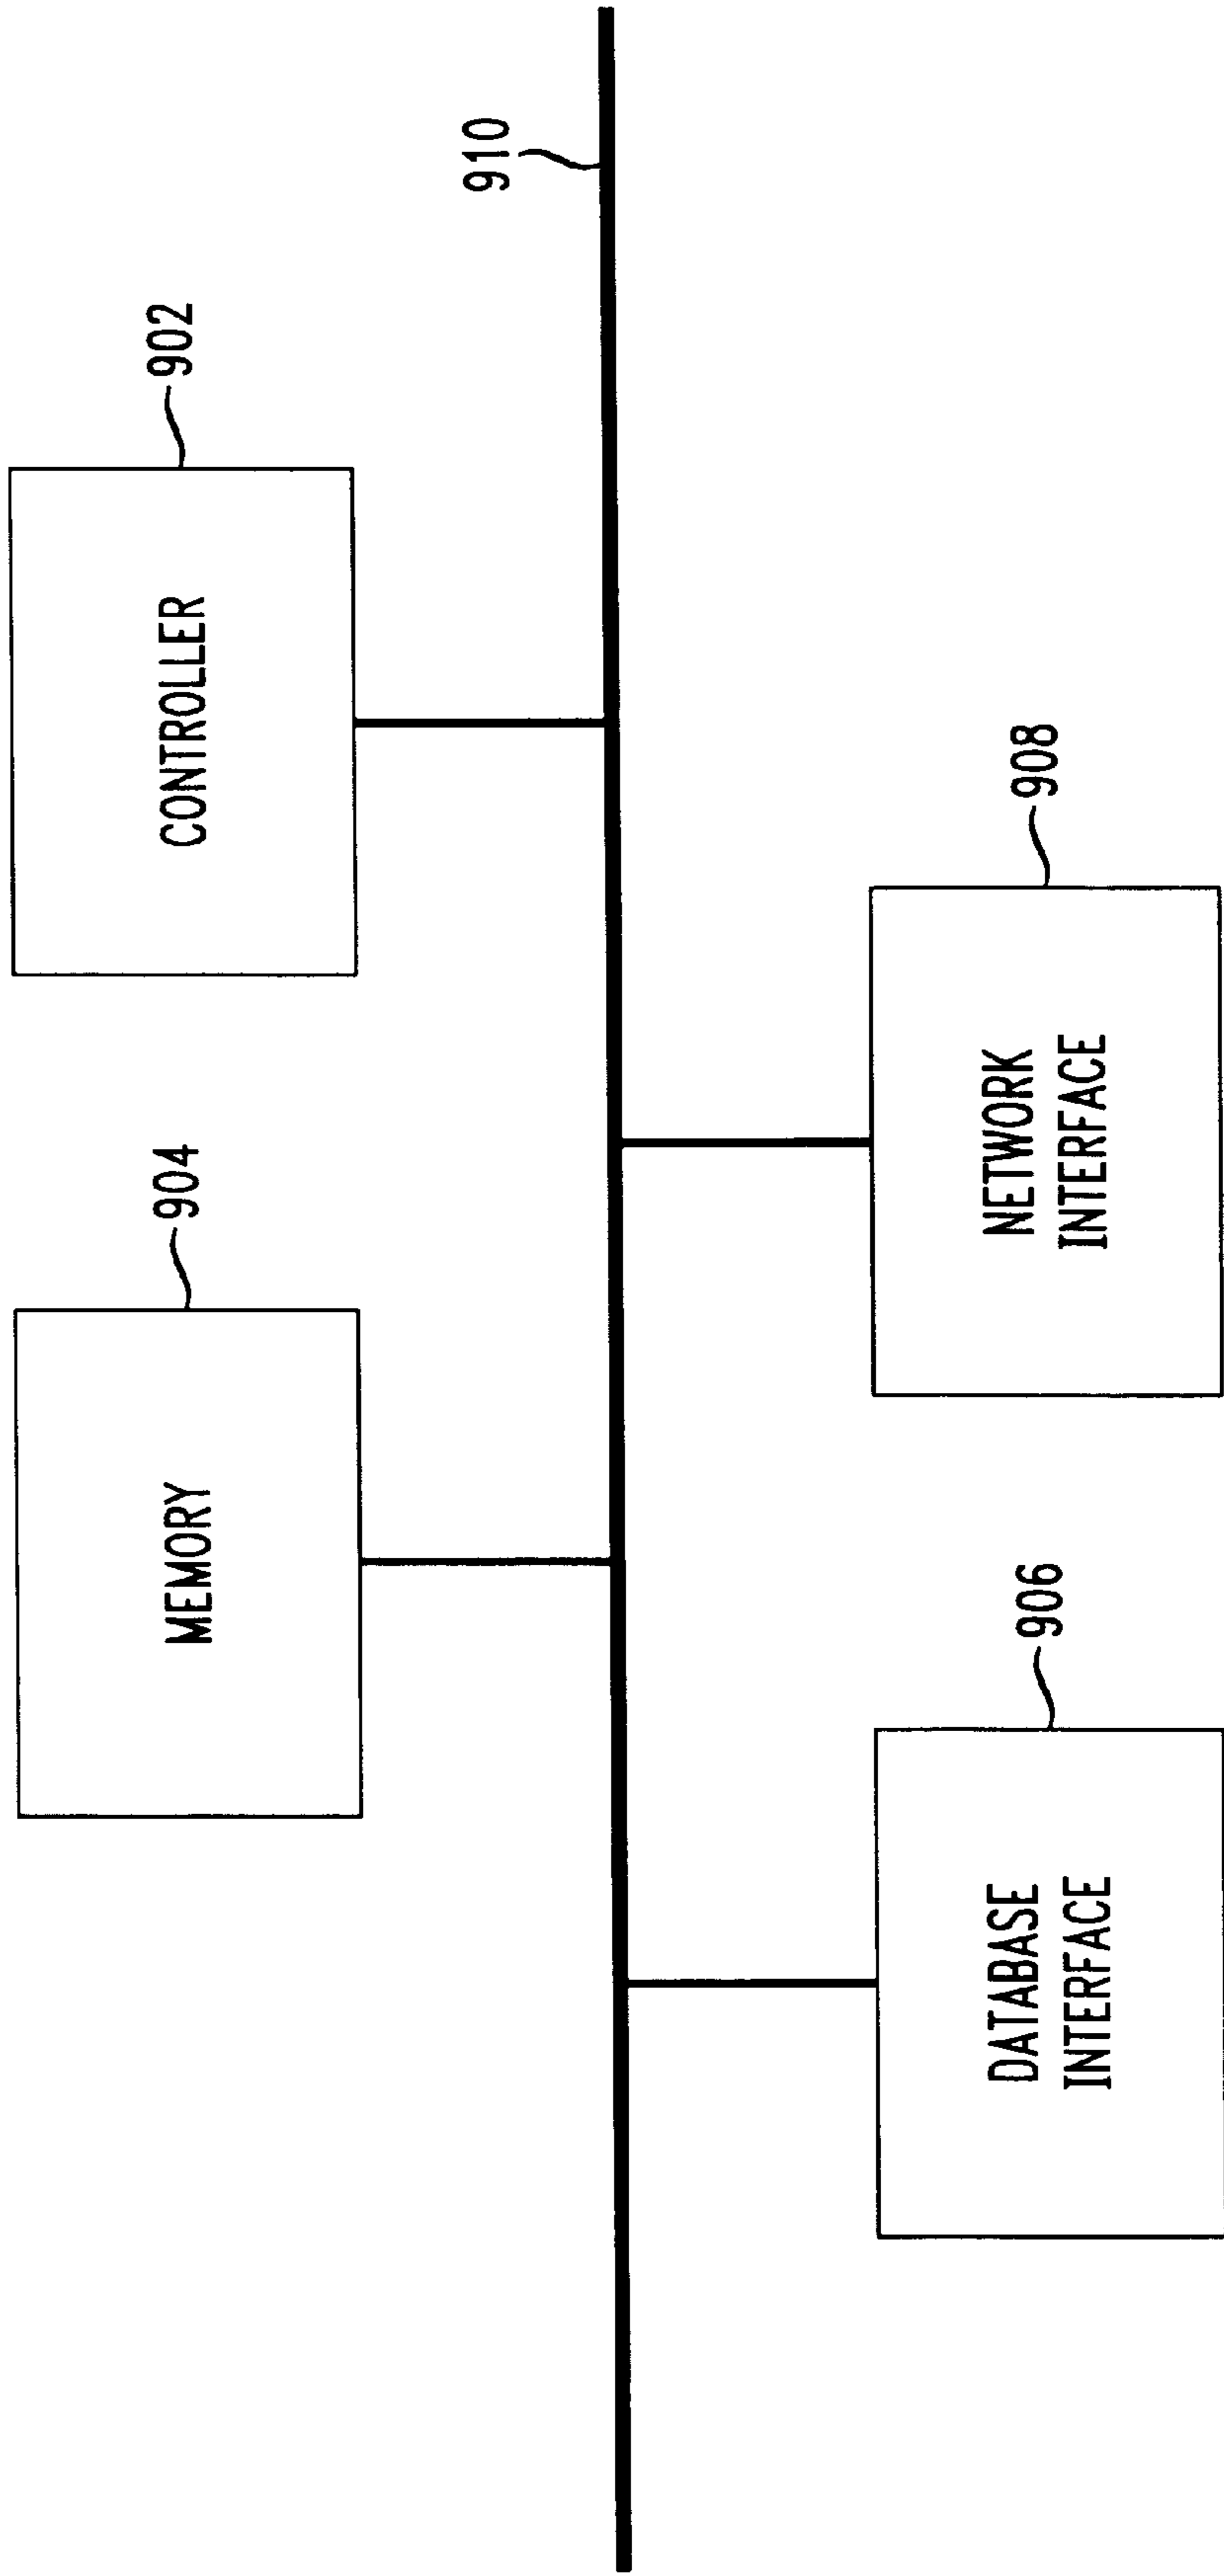 910
902
CONTROLLER
904
MEMORY
908
NETWORK
INTERFACE
906
DATABASE
INTERFACE